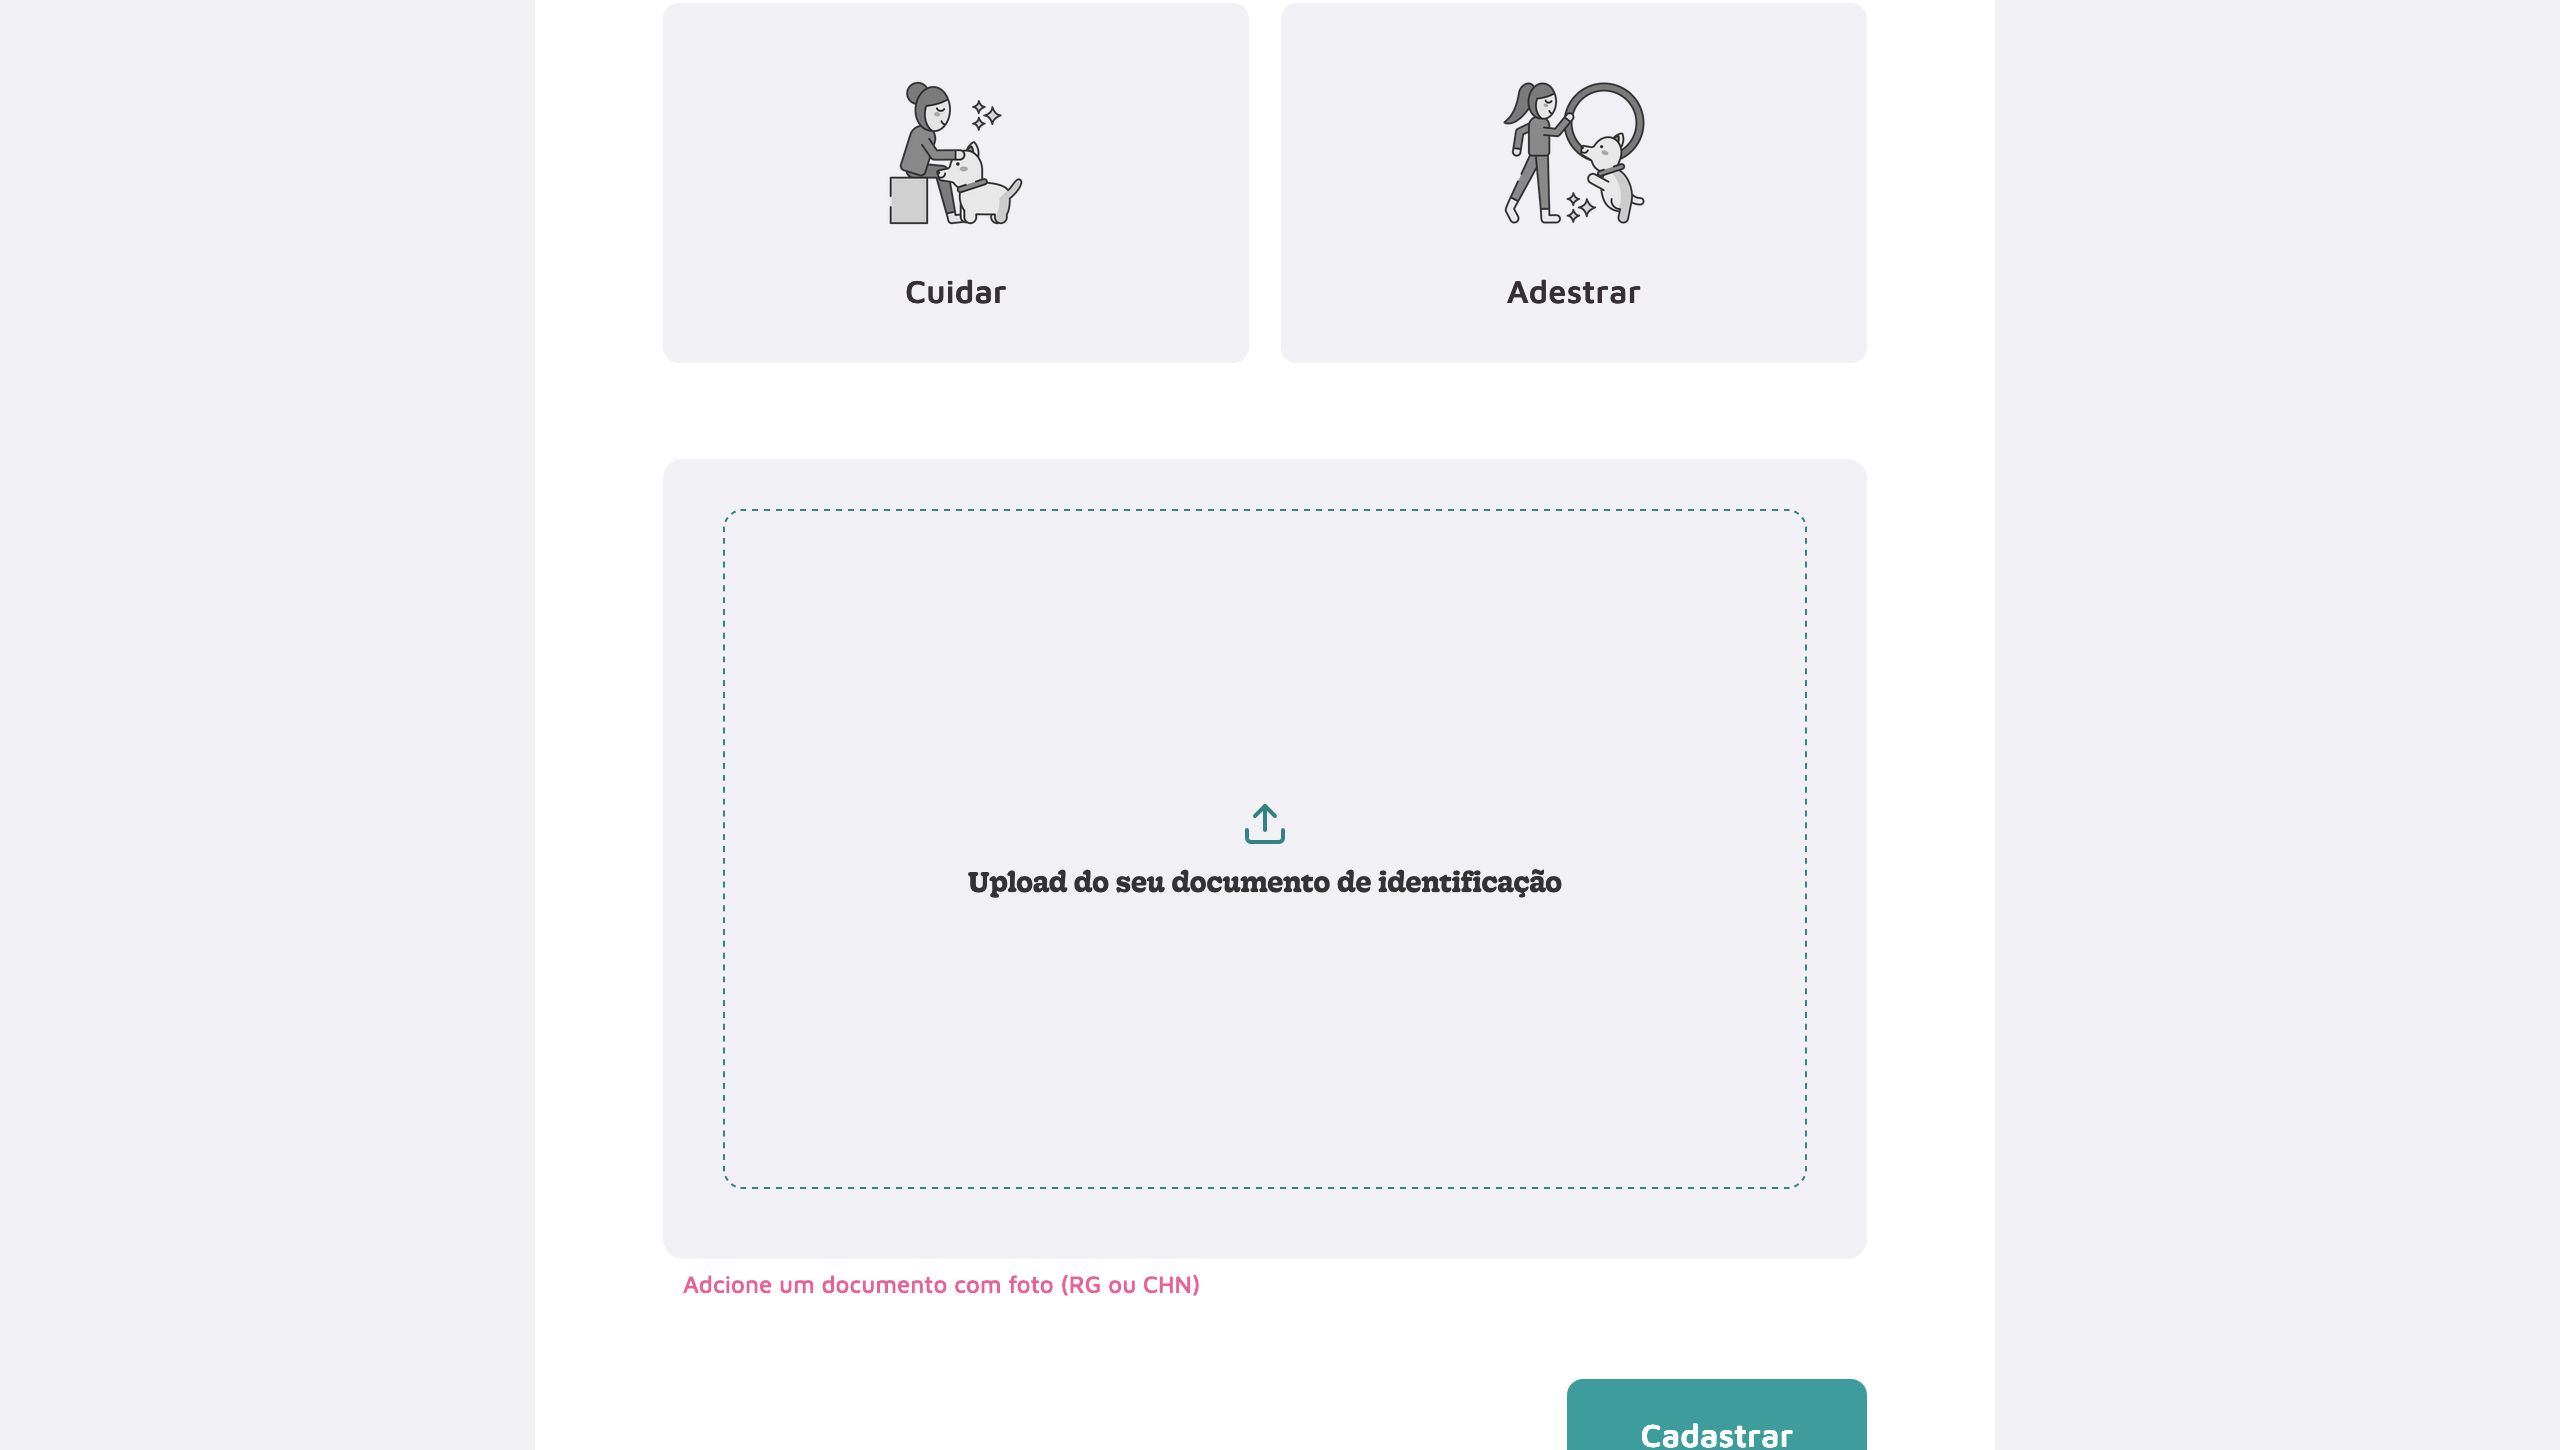 Cuidar
Adestrar
Upload do seu documento de identificação
Adcione um documento com foto (RG ou CHN)
Cadastrar